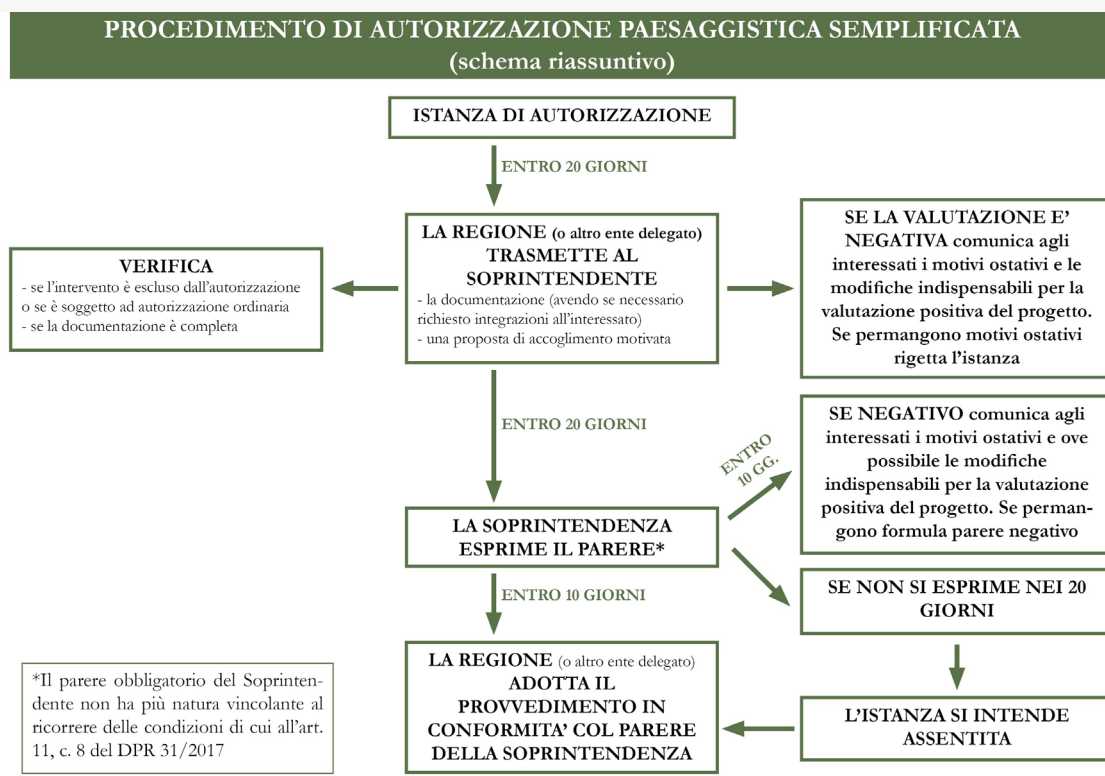 PROCEDIMENTO DI AUTORIZZAZIONE PAESAGGISTICA SEMPLIFICATA
(schema riassuntivo)
ISTANZA DI AUTORIZZAZIONE
ENTRO 20 GIORNI
LA REGIONE (o altro ente delegato)
TRASMETTE AL
SOPRINTENDENTE
- la documentazione (avendo se necessario
richiesto integrazioni all'interessato)
- una proposta di accoglimento motivata
VERIFICA
- se l'intervento è escluso dall'autorizzazione
o se è soggetto ad autorizzazione ordinaria
- se la documentazione è completa
SE LA VALUTAZIONE E'
NEGATIVA comunica agli
interessati i motivi ostativi e le
modifiche indispensabili per la
valutazione positiva del progetto.
Se permangono motivi ostativi
rigetta l'istanza
ENTRO 20 GIORNI
LA SOPRINTENDENZA
ESPRIME IL PARERE*
ENTRO
10 GG.
SE NEGATIVO comunica agli
interessati i motivi ostativi e ove
possibile le modifiche
indispensabili per la valutazione
positiva del progetto. Se perman-
gono formula parere negativo
SE NON SI ESPRIME NEI 20
GIORNI
L'ISTANZA SI INTENDE
ASSENTITA
ENTRO 10 GIORNI
LA REGIONE (o altro ente delegato)
ADOTTA IL
PROVVEDIMENTO IN
CONFORMITA' COL PARERE
DELLA SOPRINTENDENZA
*Il parere obbligatorio del Soprinten-
dente non ha più natura vincolante al
ricorrere delle condizioni di cui all'art.
11, c. 8 del DPR 31/2017